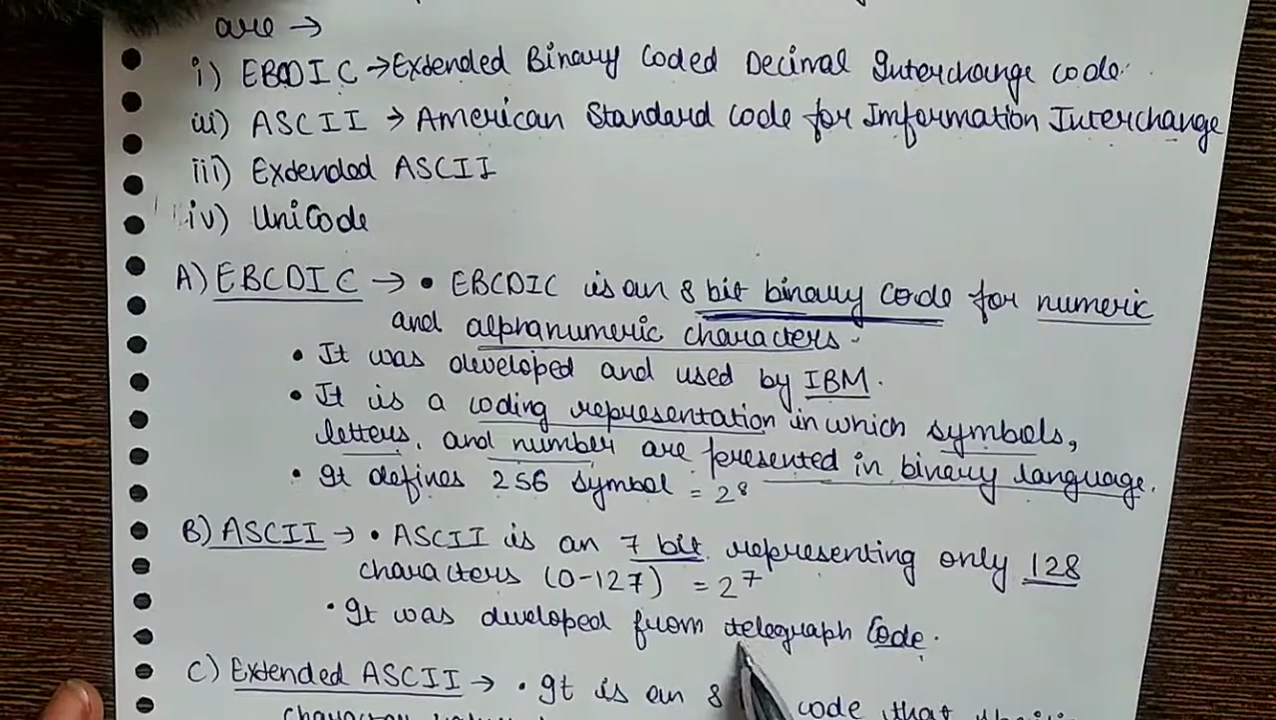 are →
i) EBCDIC → Extended Binary Coded Decimal Interchange code.
iii) ASCII → American Standard Code for Imformation Interchange
iii) Extended ASCII
iv) UniCode
A) EBCDIC → • EBCDIC is an 8 bit binary code for numeric
and alphanumeric characters.
• It was developed and used by IBM.
• It is a coding representation in which symbols,
letters, and number are presented in binary language.
• It defines 256 symbol = 2⁸
B) ASCII → • ASCII is an 7 bit representing only 128
characters (0-127) = 2⁷
• It was developed from telegraph Code.
C) Extended ASCII → • It is an 8 code that
character